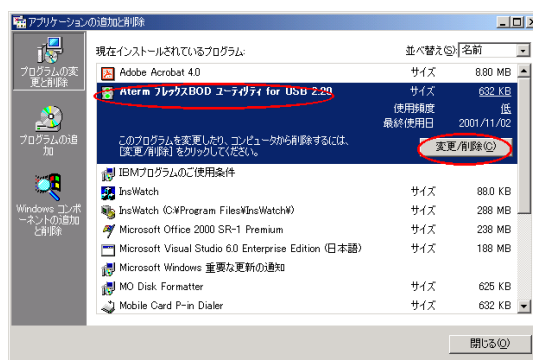 アプリケーションの追加と削除
プログラムの変更と削除
プログラムの追加
Windows コンポーネントの追加と削除
現在インストールされているプログラム:
並べ替え(S): 名前
Adobe Acrobat 4.0 サイズ 8.80 MB
Aterm フレックスBOD ユーティリティ for USB 2.20 サイズ 632 KB
使用頻度 低
最終使用日 2001/11/02
このプログラムを変更したり、コンピュータから削除するには、
[変更/削除] をクリックしてください。
変更/削除(C)
IBMプログラムのご使用条件
InsWatch サイズ 88.0 KB
InsWatch (C:¥Program Files¥InsWatch¥) サイズ 288 MB
Microsoft Office 2000 SR-1 Premium サイズ 238 MB
Microsoft Visual Studio 6.0 Enterprise Edition (日本語) サイズ 188 MB
Microsoft Windows 重要な更新の通知
MO Disk Formatter サイズ 625 KB
Mobile Card P-in Dialer サイズ 632 KB
閉じる(O)